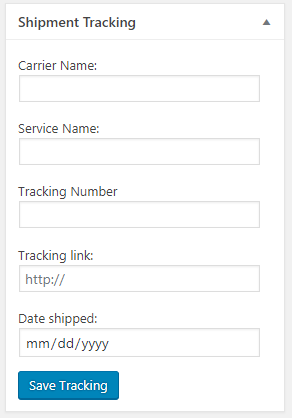 Shipment Tracking
Carrier Name:
Service Name:
Tracking Number
Tracking link:
http://
Date shipped:
mm/dd/yyyy
Save Tracking